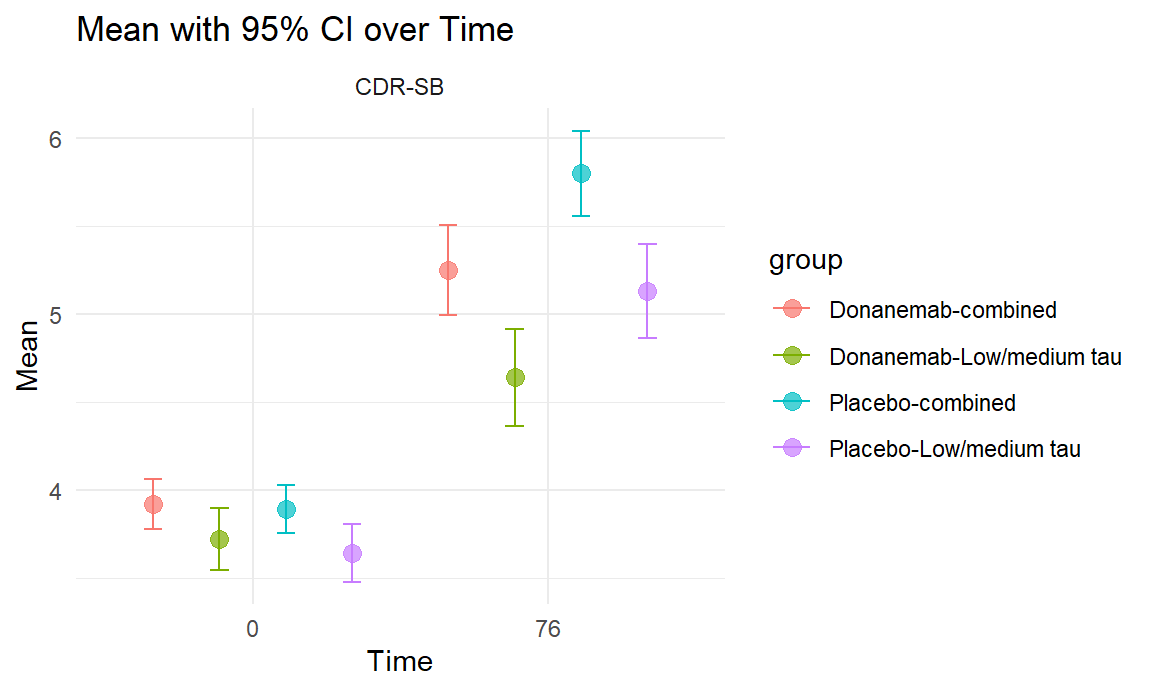 Mean with 95% CI over Time
CDR-SB
6
5
4
Mean
0
76
Time
group
Donanemab-combined
Donanemab-Low/medium tau
Placebo-combined
Placebo-Low/medium tau